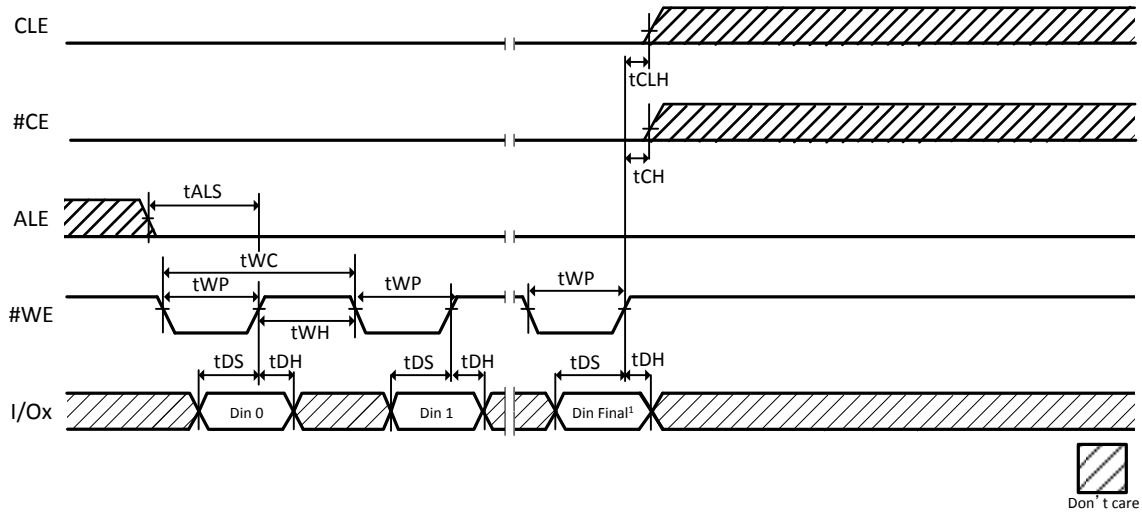 CLE
tCLH
#CE
tCH
tALS
ALE
tWC
tWP
tWP
tWP
#WE
tWH
tDS
tDH
tDS
tDH
tDS
tDH
I/Ox
Din 0
Din 1
Din Final¹
Don't care